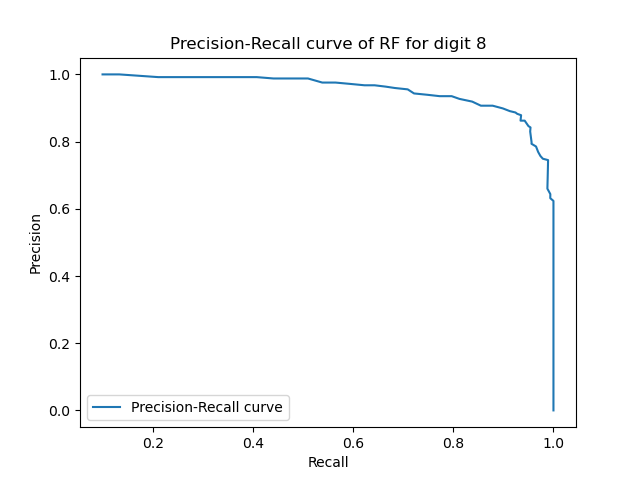 Precision-Recall curve of RF for digit 8
1.0
0.8
0.6
0.4
0.2
0.0
Precision
Precision-Recall curve
0.2 0.4 0.6 0.8 1.0
Recall